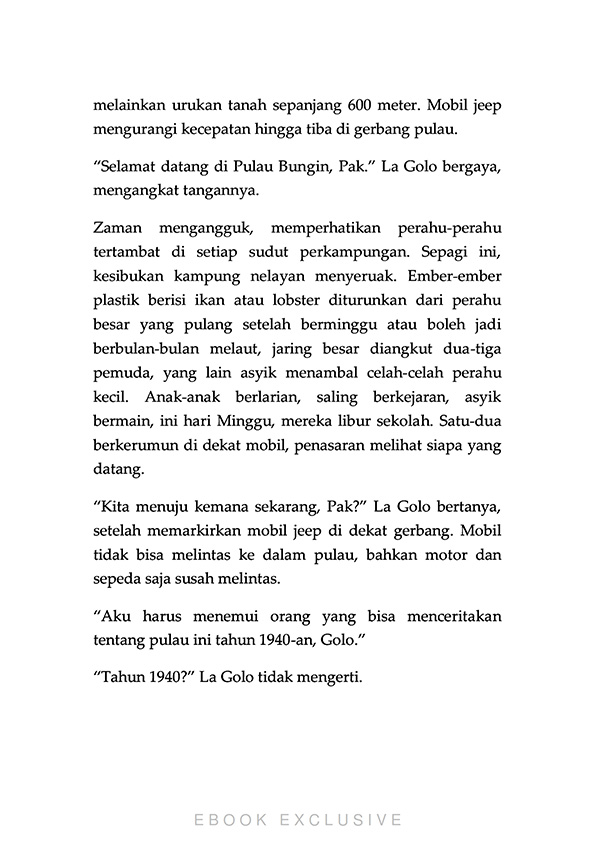 melainkan urukan tanah sepanjang 600 meter. Mobil jeep
mengurangi kecepatan hingga tiba di gerbang pulau.
“Selamat datang di Pulau Bungin, Pak.” La Golo bergaya,
mengangkat tangannya.
Zaman mengangguk, memperhatikan perahu-perahu
tertambat di setiap sudut perkampungan. Sepagi ini,
kesibukan kampung nelayan menyeruak. Ember-ember
plastik berisi ikan atau lobster diturunkan dari perahu
besar yang pulang setelah berminggu atau boleh jadi
berbulan-bulan melaut, jaring besar diangkut dua-tiga
pemuda, yang lain asyik menambal celah-celah perahu
kecil. Anak-anak berlarian, saling berkejaran, asyik
bermain, ini hari Minggu, mereka libur sekolah. Satu-dua
berkerumun di dekat mobil, penasaran melihat siapa yang
datang.
“Kita menuju kemana sekarang, Pak?” La Golo bertanya,
setelah memarkirkan mobil jeep di dekat gerbang. Mobil
tidak bisa melintas ke dalam pulau, bahkan motor dan
sepeda saja susah melintas.
“Aku harus menemui orang yang bisa menceritakan
tentang pulau ini tahun 1940-an, Golo.”
“Tahun 1940?” La Golo tidak mengerti.
EBOOK EXCLUSIVE